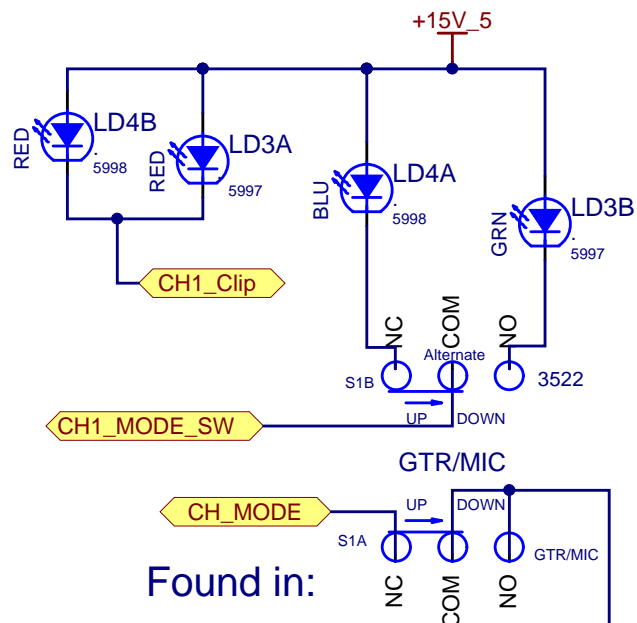 +15V_5
LD4B
RED
.
5998
LD3A
RED
.
5997
LD4A
BLU
.
5998
LD3B
GRN
.
5997
CH1_Clip
NC
COM
NO
Alternate
S1B
3522
UP
DOWN
CH1_MODE_SW
GTR/MIC
CH_MODE
UP
DOWN
S1A
GTR/MIC
NC
COM
NO
Found in: